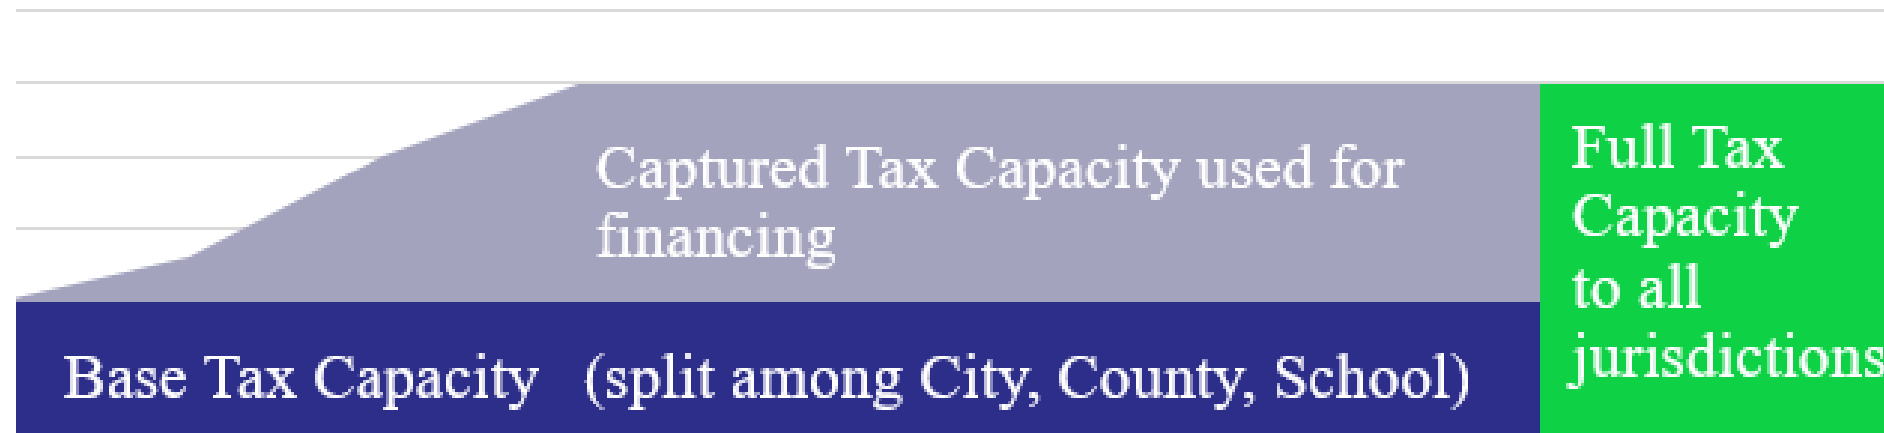 Captured Tax Capacity used for
financing
Base Tax Capacity (split among City, County, School)
Full Tax
Capacity
to all
jurisdictions